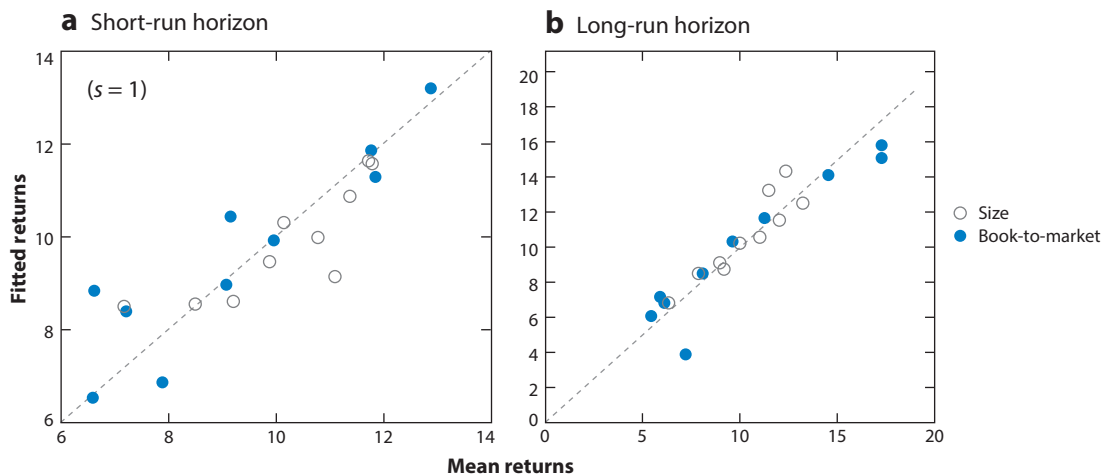 a Short-run horizon
(s = 1)
14
12
10
8
6
6 8 10 12 14
b Long-run horizon
20
18
16
14
12
10
8
6
4
2
0
0 5 10 15 20
Fitted returns
Mean returns
Size
Book-to-market